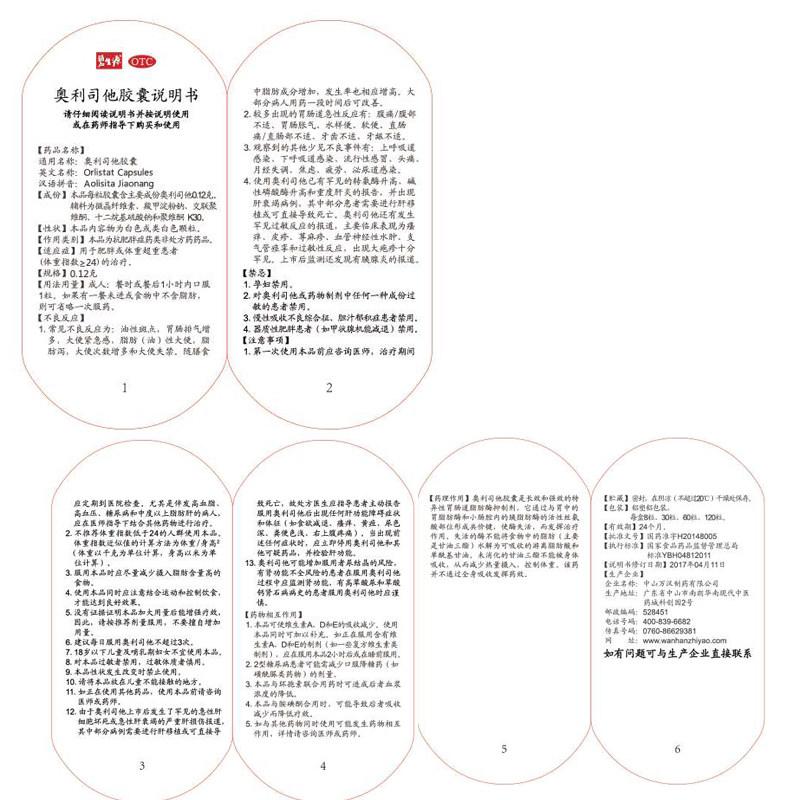 碧生源 OTC
奥利司他胶囊说明书
请仔细阅读说明书并按说明使用
或在药师指导下购买和使用
【药品名称】
通用名称：奥利司他胶囊
英文名称：Orlistat Capsules
汉语拼音：Aolisita Jiaonang
【成份】本品每粒胶囊含主要成份奥利司他0.12克。
辅料为微晶纤维素、羧甲淀粉钠、交联聚
维酮、十二烷基硫酸钠和聚维酮 K30。
【性状】本品内容物为白色或类白色颗粒。
【作用类别】本品为抗肥胖症药类非处方药药品。
【适应症】用于肥胖或体重超重患者
(体重指数≥24)的治疗。
【规格】0.12克
【用法用量】成人：餐时或餐后1小时内口服
1粒。如果有一餐未进或食物中不含脂肪，
则可省略一次服药。
【不良反应】
1. 常见不良反应为：油性斑点，胃肠排气增
多，大便紧急感，脂肪（油）性大便，脂
肪泻，大便次数增多和大便失禁。随膳食
1
中脂肪成分增加，发生率也相应增高。大
部分病人用药一段时间后可改善。
2. 较多出现的胃肠道急性反应有：腹痛/腹部
不适、胃肠胀气、水样便、软便、直肠
痛/直肠部不适、牙齿不适、牙龈不适。
3. 观察到的其他少见不良事件有：上呼吸道
感染、下呼吸道感染、流行性感冒、头痛、
月经失调、焦虑、疲劳、泌尿道感染。
4. 使用奥利司他已有罕见的转氨酶升高、碱
性磷酸酶升高和重度肝炎的报告，并出现
肝衰竭病例，其中部分患者需要进行肝移
植或可直接导致死亡。奥利司他还有发生
罕见过敏反应的报道，主要临床表现为瘙
痒、皮疹、荨麻疹、血管神经性水肿、支
气管痉挛和过敏性反应，出现大疱疹十分
罕见。上市后监测还发现有胰腺炎的报道。
【禁忌】
1. 孕妇禁用。
2. 对奥利司他或药物制剂中任何一种成份过
敏的患者禁用。
3. 慢性吸收不良综合征、胆汁郁积症患者禁用。
4. 器质性肥胖患者（如甲状腺机能减退）禁用。
【注意事项】
1. 第一次使用本品前应咨询医师，治疗期间
2
应定期到医院检查。尤其是伴发高血脂、
高血压、糖尿病和中度以上脂肪肝的病人，
应在医师指导下结合其他药物进行治疗。
2. 不推荐体重指数低于24的人群使用本品。
体重指数近似值的计算方法为体重/身高²
（体重以千克为单位计算，身高以米为单
位计算）。
3. 服用本品时应尽量减少摄入脂肪含量高的
食物。
4. 使用本品同时应注意结合运动和控制饮食，
才能达到良好效果。
5. 没有证据证明本品加大用量后能增强疗效，
因此，请按推荐剂量服用，不要擅自增加
用量。
6. 建议每日服用奥利司他不超过3次。
7. 18岁以下儿童及哺乳期妇女不宜使用本品。
8. 对本品过敏者禁用，过敏体质者慎用。
9. 本品性状发生改变时禁止使用。
10. 请将本品放在儿童不能接触的地方。
11. 如正在使用其他药品，使用本品前请咨询
医师或药师。
12. 由于奥利司他上市后发生了罕见的急性肝
细胞坏死或急性肝衰竭的严重肝损伤报道，
其中部分病例需要进行肝移植或可直接导
3
致死亡，故处方医生应指导患者主动报告
服用奥利司他后出现任何肝功能障碍症状
和体征（如食欲减退、瘙痒、黄疸、尿色
深、粪便色浅、右上腹疼痛）。当出现前
述任何症状时，应立即停用奥利司他和其
他可疑药品，并检验肝功能。
13. 奥利司他可能增加服用者尿结晶的风险，
有肾功能不全风险的患者在服用奥利司他
过程中应监测肾功能，有高草酸尿和草酸
钙肾石病病史的患者服用奥利司他时应谨
慎。
【药物相互作用】
1. 本品可使维生素A、D和E的吸收减少，使用
本品同时可加以补充。如正在服用含有维
生素A、D和E的制剂（如一些复方维生素类
制剂），应在服用本品2小时后或在睡前服用。
2. 2型糖尿病患者可能需减少口服降糖药（如
磺酰脲类药物）的剂量。
3. 本品与环孢素联合用药时可造成后者血浆
浓度的降低。
4. 本品与胺碘酮合用时，可能导致后者吸收
减少而降低疗效。
5. 如与其他药物同时使用可能发生药物相互
作用，详情请咨询医师或药师。
4
【药理作用】奥利司他胶囊是长效和强效的特
异性胃肠道脂肪酶抑制剂，它通过与胃中的
胃脂肪酶和小肠腔内的胰脂肪酶的活性丝氨
酸部位形成共价键，使酶失活，而发挥治疗
作用。失活的酶不能将食物中的脂肪（主要
是甘油三酯）水解为可吸收的游离脂肪酸和
单酰基甘油。未消化的甘油三酯不能被身体
吸收，从而减少热量摄入，控制体重。该药
并不通过全身吸收发挥药效。
5
【贮藏】密封，在阴凉（不超过20℃）干燥处保存。
【包装】铝塑铝包装。
每盒8粒、30粒、60粒、120粒。
【有效期】24个月。
【批准文号】国药准字H20148005
【执行标准】国家食品药品监督管理总局
标准YBH04812011
【说明书修订日期】2017年04月11日
【生产企业】
企业名称：中山万汉制药有限公司
生产地址：广东省中山市南朗华南现代中医
药城科创园2号
邮政编码：528451
电话号码：400-839-6682
传真号码：0760-86629381
网 址：www.wanhanzhiyao.com
如有问题可与生产企业直接联系
6